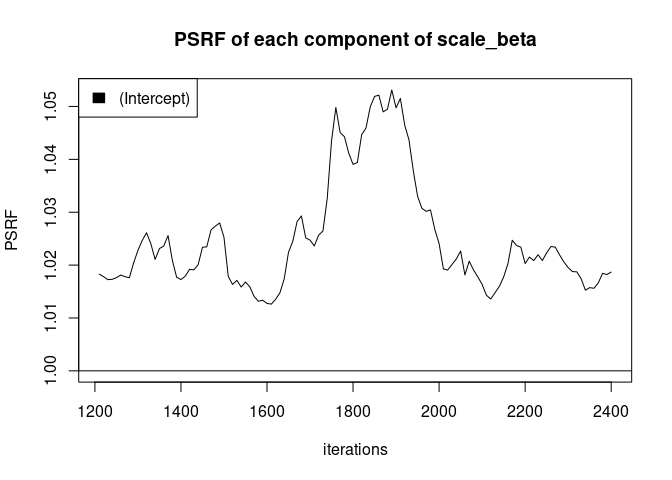 PSRF of each component of scale_beta
(Intercept)
PSRF
1.05
1.04
1.03
1.02
1.01
1.00
1200 1400 1600 1800 2000 2200 2400
iterations